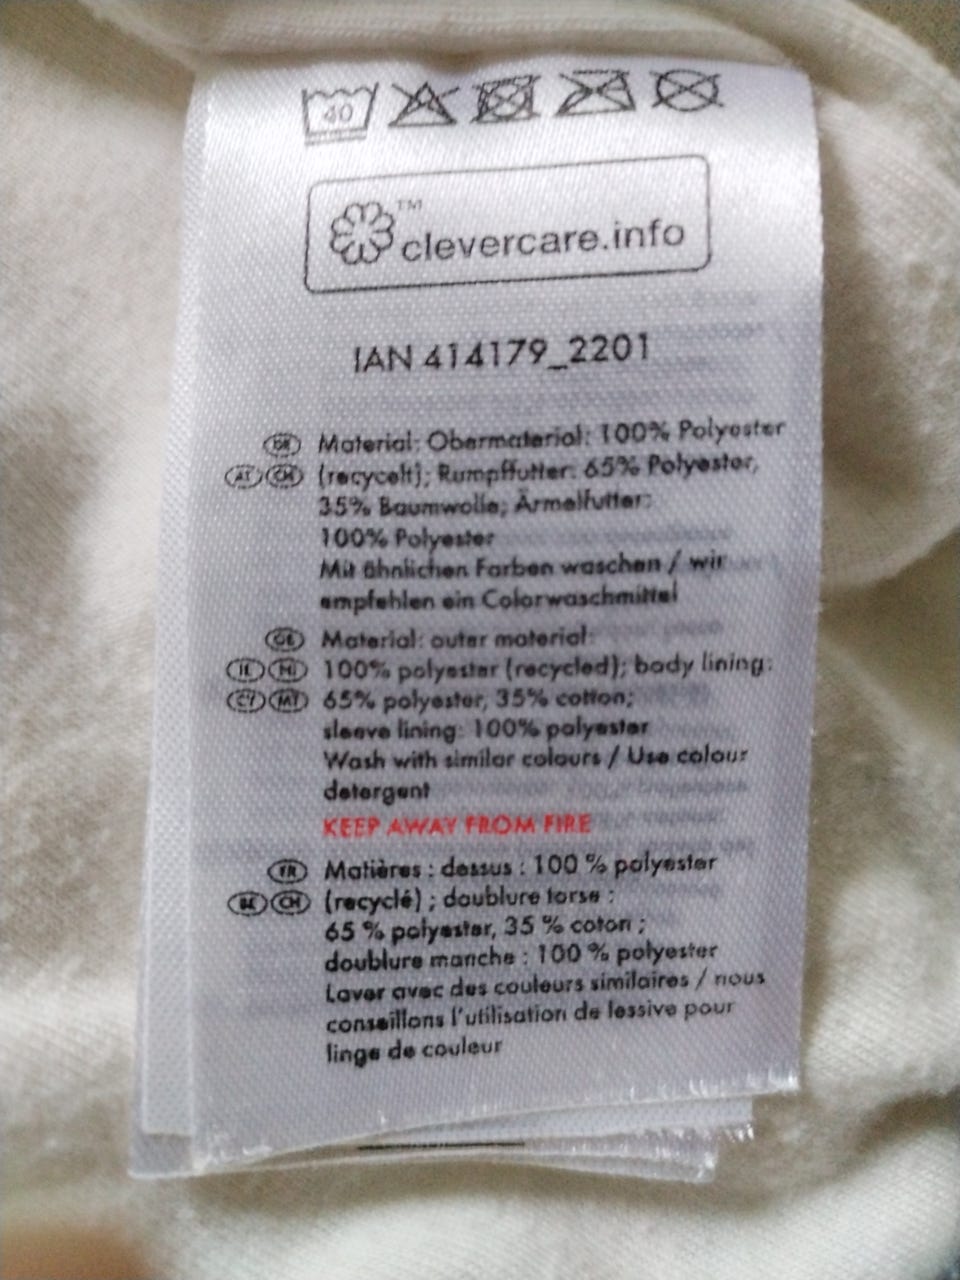 40
TM
clevercare.info
IAN 414179_2201
DE Material: Obermaterial: 100% Polyester
AT CH (recycelt); Rumpffutter: 65% Polyester,
35% Baumwolle; Ärmelfutter:
100% Polyester
Mit ähnlichen Farben waschen / wir
empfehlen ein Colorwaschmittel
GB Material: outer material:
IE NI 100% polyester (recycled); body lining:
CY MT 65% polyester, 35% cotton;
sleeve lining: 100% polyester
Wash with similar colours / Use colour
detergent
KEEP AWAY FROM FIRE
FR Matières : dessus : 100 % polyester
BE CH (recyclé) ; doublure torse :
65 % polyester, 35 % coton ;
doublure manche : 100 % polyester
Laver avec des couleurs similaires / nous
conseillons l'utilisation de lessive pour
linge de couleur